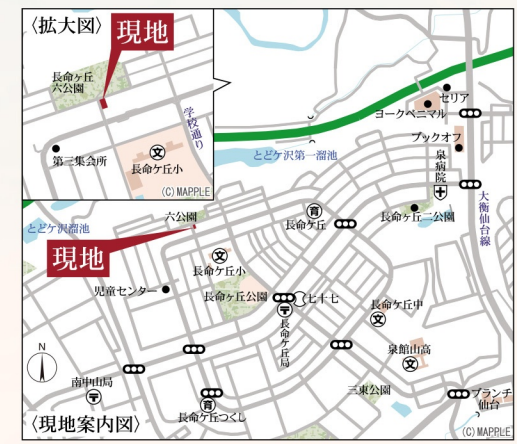 〈拡大図〉
現地
長命ヶ丘
六公園
学校通り
第三集会所
長命ケ丘小
(C)MAPPLE
セリア
ヨークベニマル
ブックオフ
とどケ沢第一溜池
泉病院
大衡仙台線
六公園
長命ケ丘
長命ケ丘二公園
とどケ沢溜池
現地
長命ケ丘小
児童センター
長命ケ丘公園
七十七
長命ケ丘局
長命ケ丘中
泉館山高
N
南中山局
三東公園
ブランチ
仙台
長命ケ丘つくし
〈現地案内図〉
(C)MAPPLE